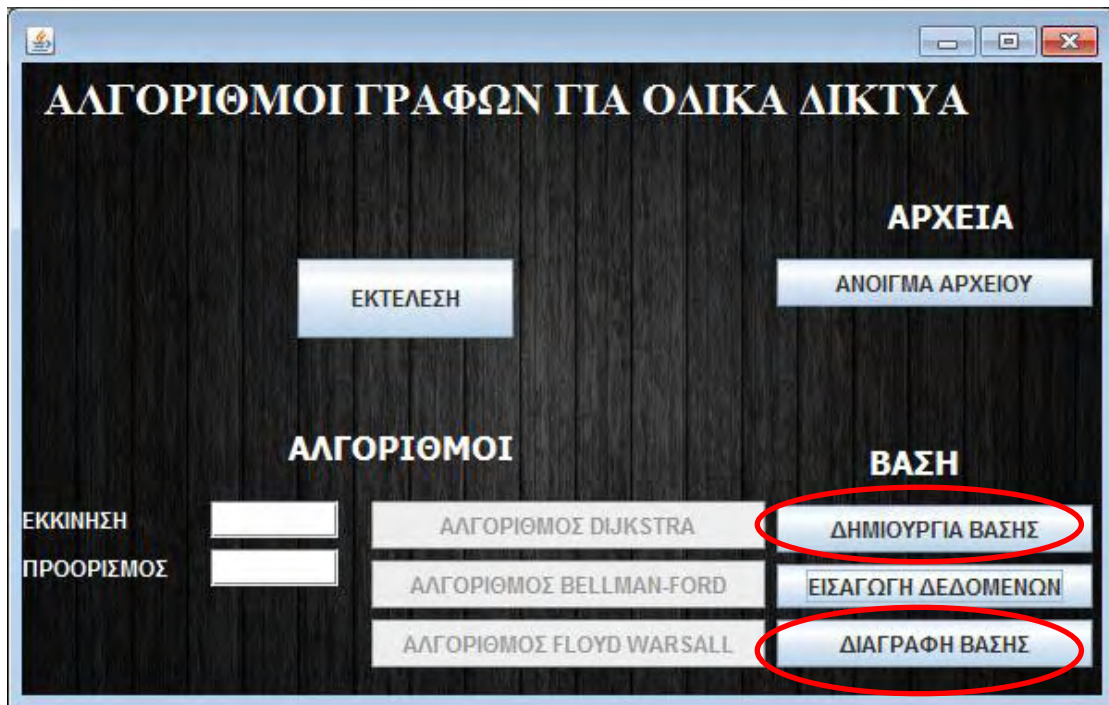 ΑΛΓΟΡΙΘΜΟΙ ΓΡΑΦΩΝ ΓΙΑ ΟΔΙΚΑ ΔΙΚΤΥΑ
ΑΡΧΕΙΑ
ΕΚΤΕΛΕΣΗ
ΑΝΟΙΓΜΑ ΑΡΧΕΙΟΥ
ΑΛΓΟΡΙΘΜΟΙ
ΒΑΣΗ
ΕΚΚΙΝΗΣΗ
ΑΛΓΟΡΙΘΜΟΣ DIJKSTRA
ΔΗΜΙΟΥΡΓΙΑ ΒΑΣΗΣ
ΠΡΟΟΡΙΣΜΟΣ
ΑΛΓΟΡΙΘΜΟΣ BELLMAN-FORD
ΕΙΣΑΓΩΓΗ ΔΕΔΟΜΕΝΩΝ
ΑΛΓΟΡΙΘΜΟΣ FLOYD WARSALL
ΔΙΑΓΡΑΦΗ ΒΑΣΗΣ